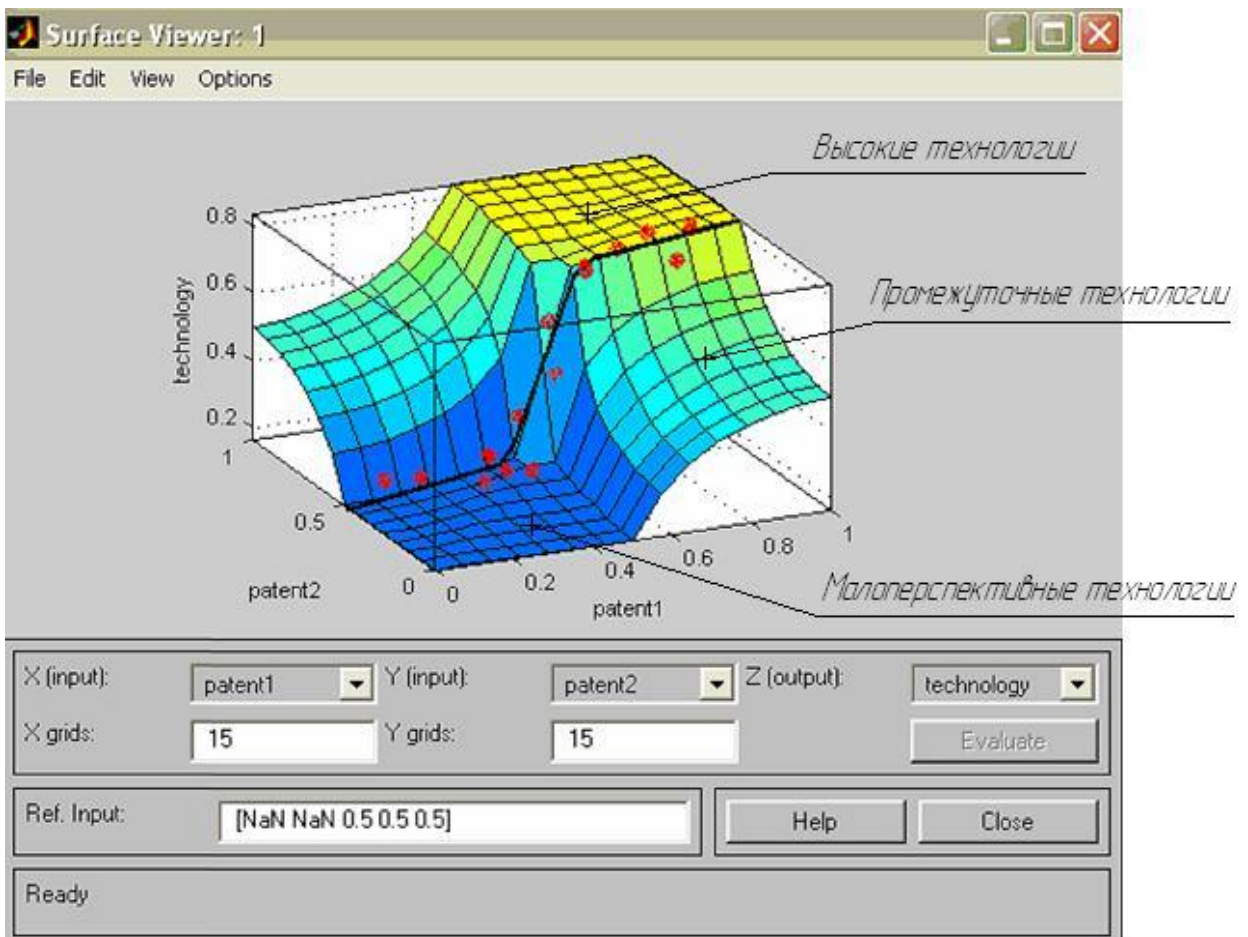 Surface Viewer: 1
File Edit View Options
Высокие технологии
Промежуточные технологии
Малоперспективные технологии
technology
0.8
0.6
0.4
0.2
1
0.5
0
patent2
0
0.2
0.4
0.6
0.8
1
patent1
X (input): patent1 Y (input): patent2 Z (output): technology
X grids: 15 Y grids: 15 Evaluate
Ref. Input: [NaN NaN 0.5 0.5 0.5] Help Close
Ready